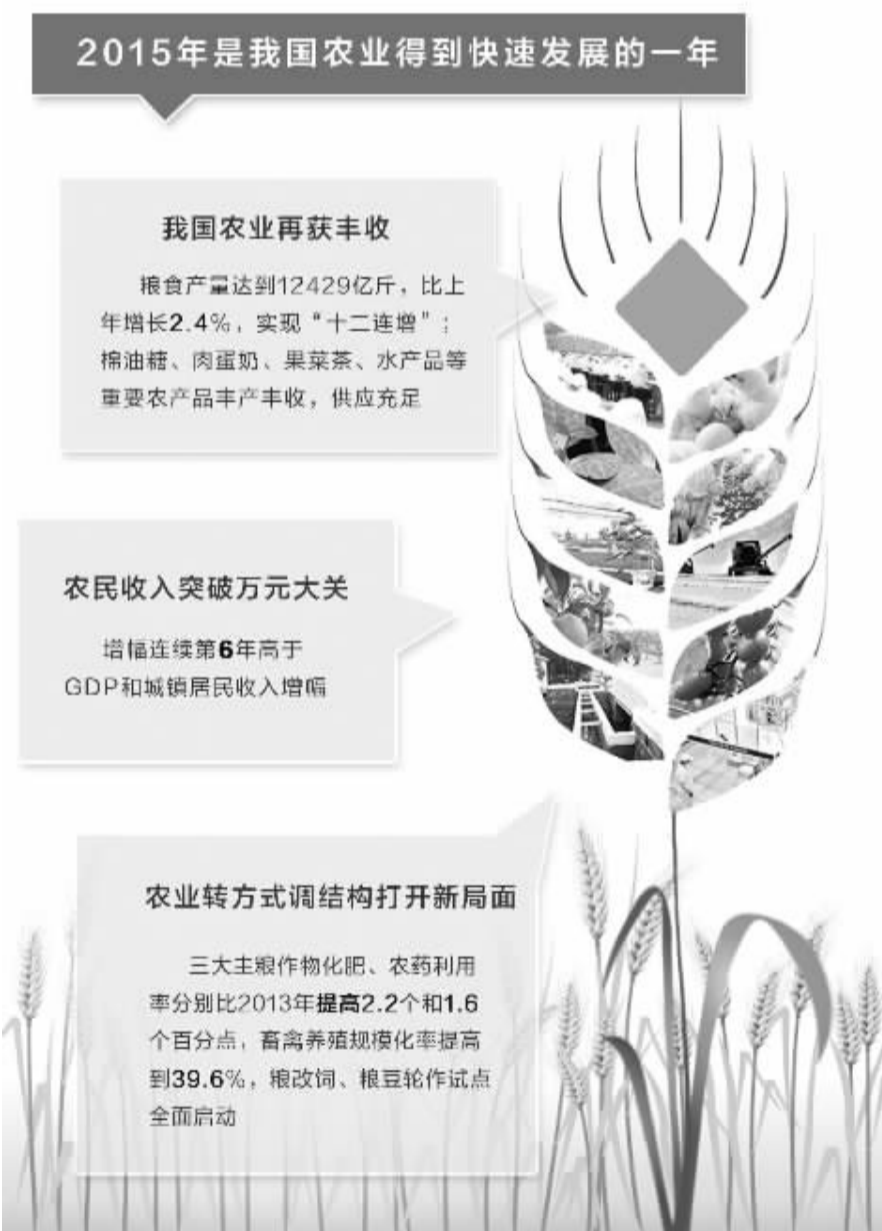 2015年是我国农业得到快速发展的一年
我国农业再获丰收
粮食产量达到12429亿斤，比上
年增长2.4%，实现“十二连增”；
棉油糖、肉蛋奶、果菜茶、水产品等
重要农产品丰产丰收，供应充足
农民收入突破万元大关
增幅连续第6年高于
GDP和城镇居民收入增幅
农业转方式调结构打开新局面
三大主粮作物化肥、农药利用
率分别比2013年提高2.2个和1.6
个百分点，畜禽养殖规模化率提高
到39.6%，粮改饲、粮豆轮作试点
全面启动